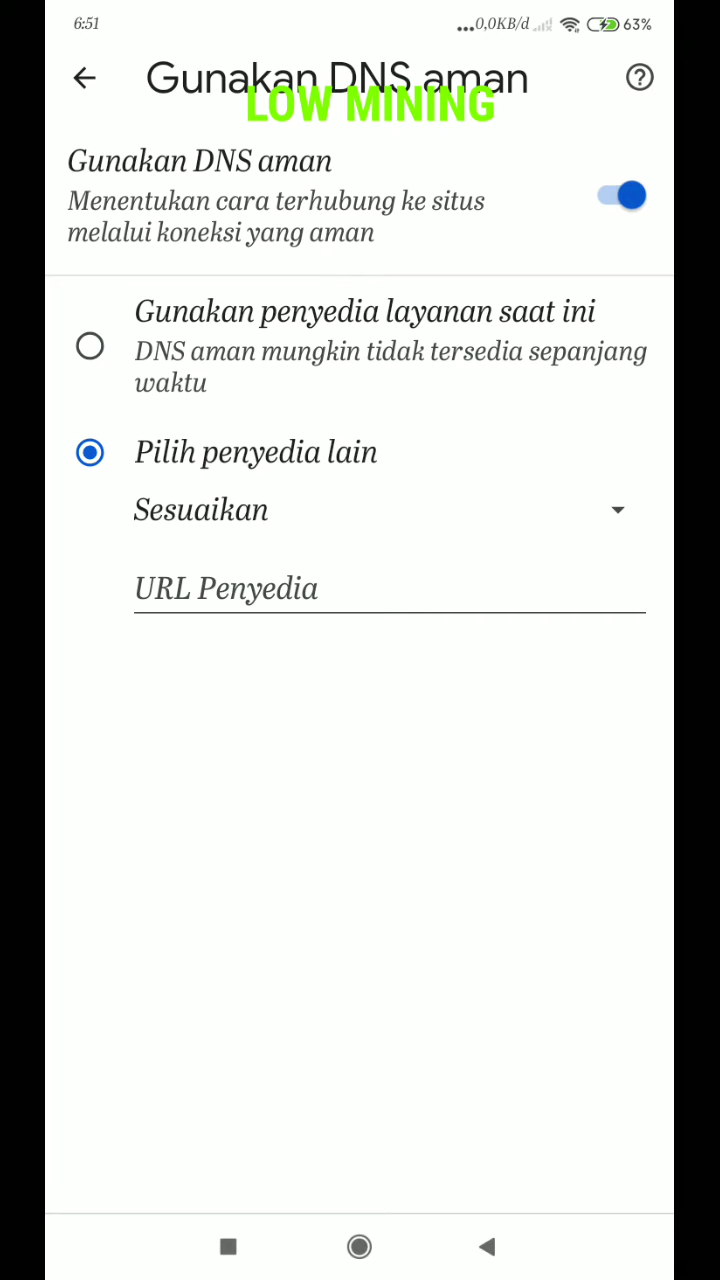 6:51
...0,0KB/d
63%
Gunakan DNS aman
LOW MINING
Gunakan DNS aman
Menentukan cara terhubung ke situs
melalui koneksi yang aman
Gunakan penyedia layanan saat ini
DNS aman mungkin tidak tersedia sepanjang
waktu
Pilih penyedia lain
Sesuaikan
URL Penyedia